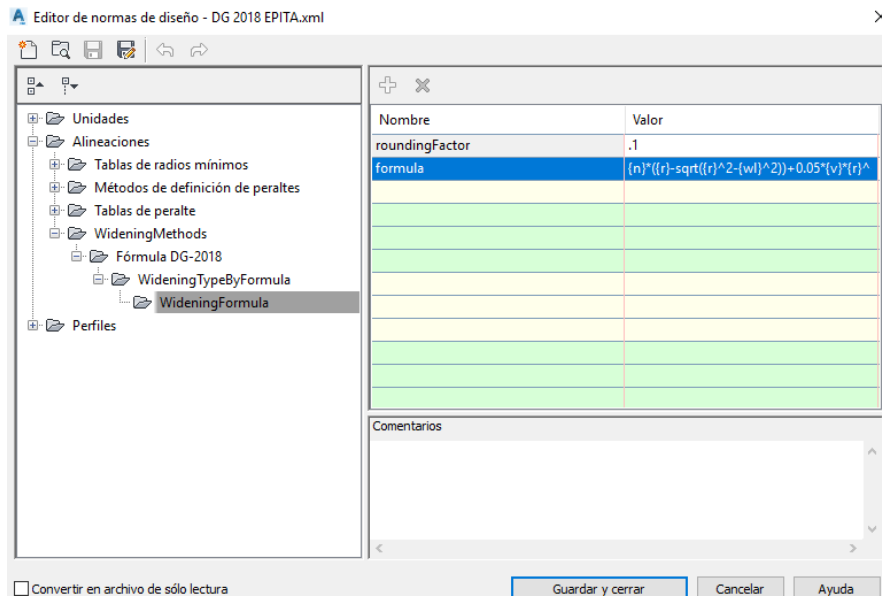 Editor de normas de diseño - DG 2018 EPITA.xml
Unidades
Alineaciones
Tablas de radios mínimos
Métodos de definición de peraltes
Tablas de peralte
WideningMethods
Fórmula DG-2018
WideningTypeByFormula
WideningFormula
Perfiles
Nombre Valor
roundingFactor .1
formula {n}*({r}-sqrt({r}^2-{wl}^2))+0.05*{v}*{r}^
Comentarios
Convertir en archivo de sólo lectura
Guardar y cerrar Cancelar Ayuda